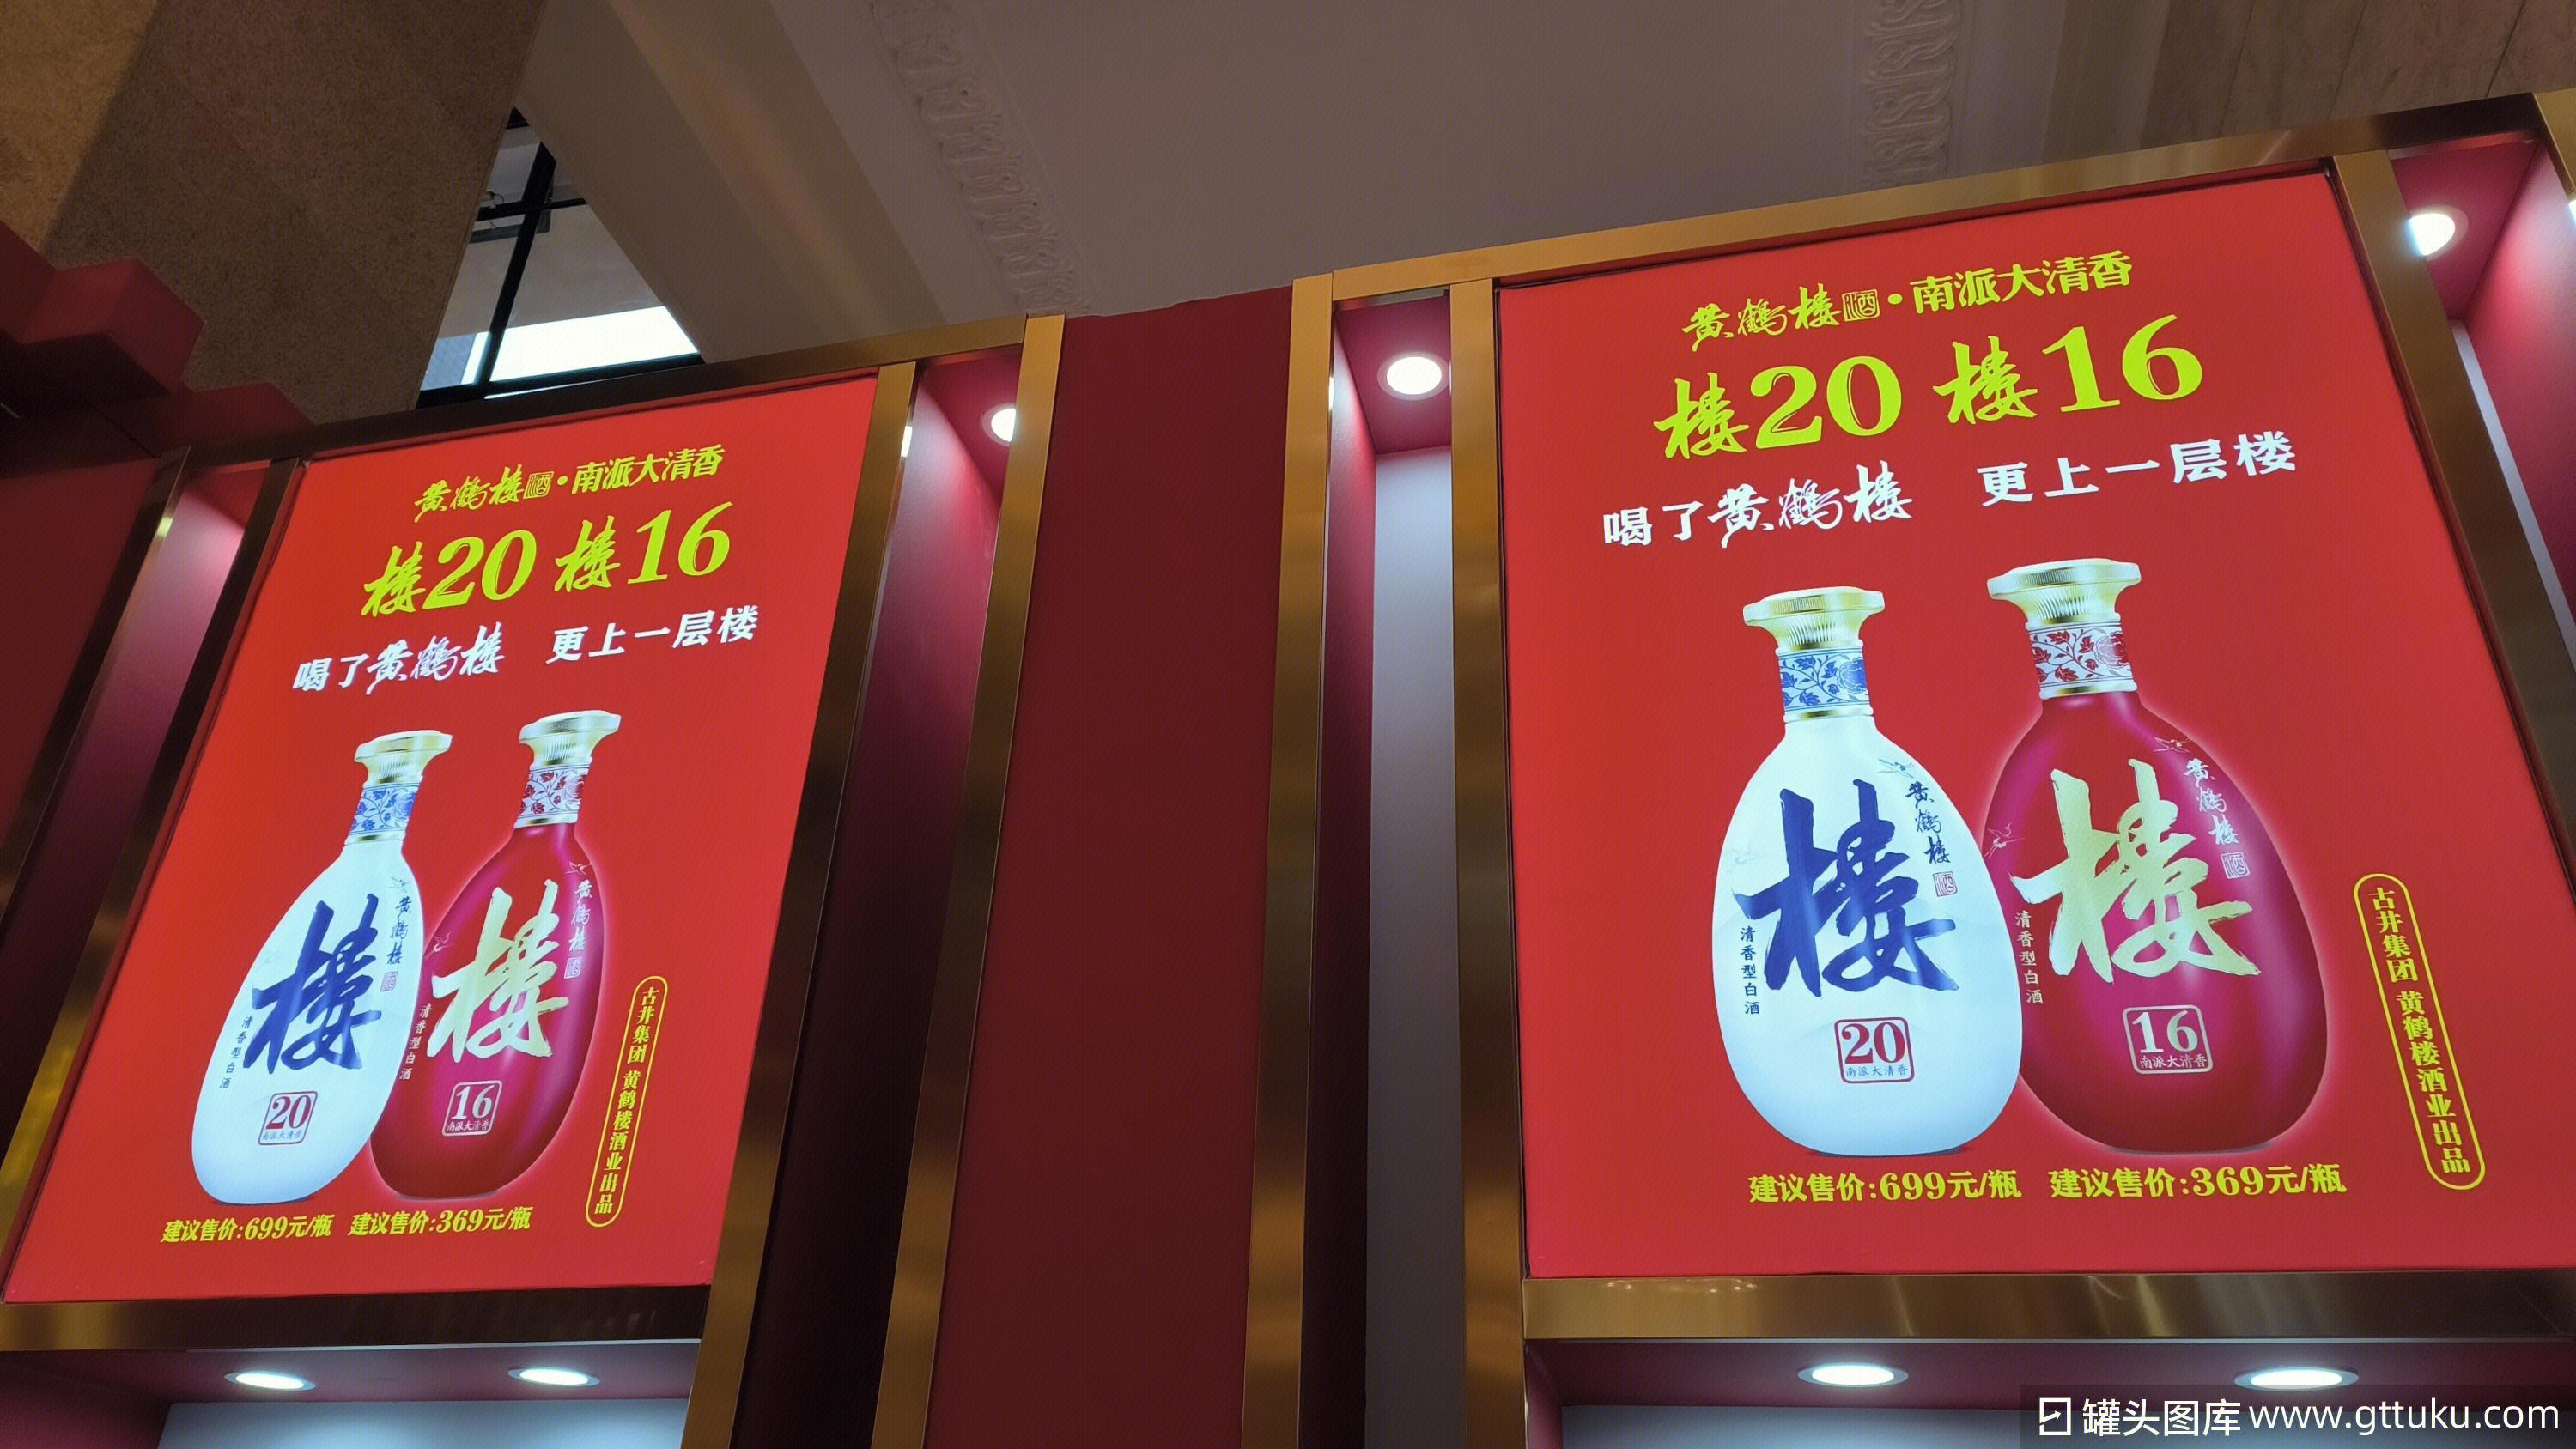 黄鹤楼酒·南派大清香
楼20 楼16
喝了黄鹤楼 更上一层楼
黄鹤楼酒
楼
清香型白酒
20
南派大清香
黄鹤楼酒
楼
清香型白酒
16
南派大清香
古井集团 黄鹤楼酒业出品
建议售价:699元/瓶 建议售价:369元/瓶
黄鹤楼酒·南派大清香
楼20 楼16
喝了黄鹤楼 更上一层楼
黄鹤楼酒
楼
清香型白酒
20
南派大清香
黄鹤楼酒
楼
清香型白酒
16
南派大清香
古井集团 黄鹤楼酒业出品
建议售价:699元/瓶 建议售价:369元/瓶
罐头图库 www.gttuku.com